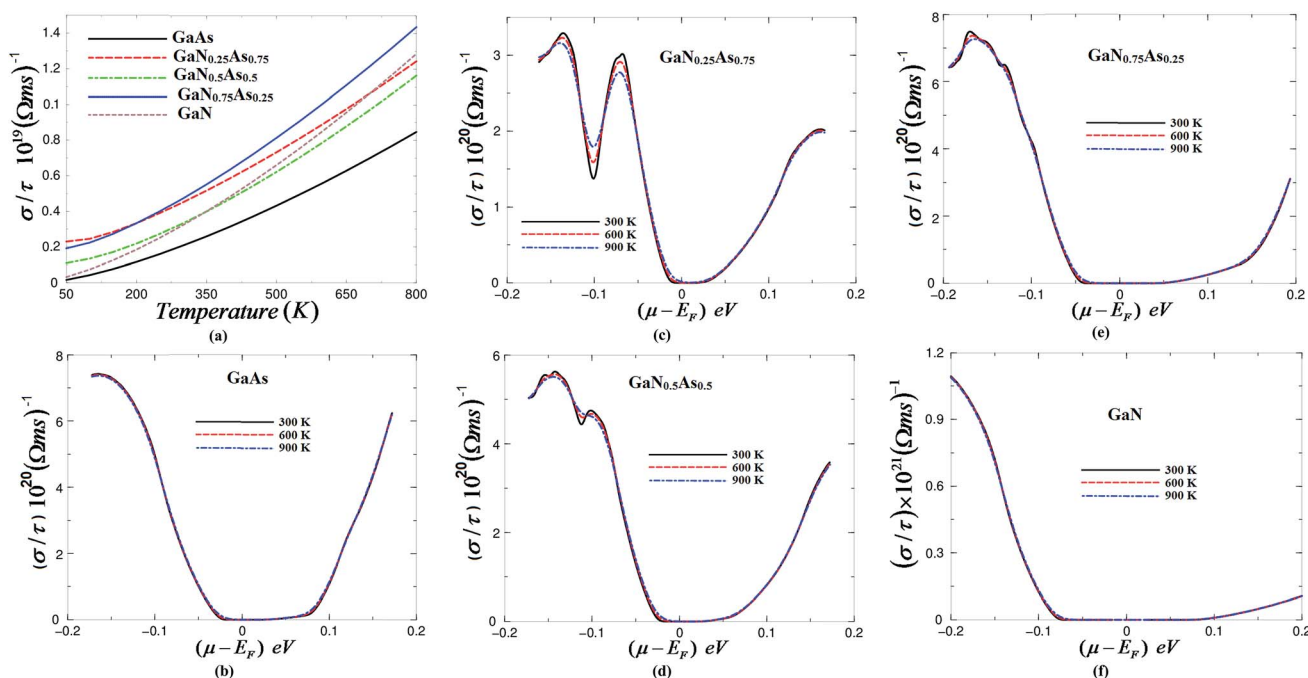 σ/τ 10^19(Ωms)^-1
1.4
1.2
1
0.8
0.6
0.4
0.2
0
GaAs
GaN0.25As0.75
GaN0.5As0.5
GaN0.75As0.25
GaN
50 200 350 500 650 800
Temperature (K)
(a)
(σ/τ) 10^20(Ωms)^-1
8
6
4
2
0
GaAs
300 K
600 K
900 K
−0.2 −0.1 0 0.1 0.2
(μ−E_F) eV
(b)
(σ/τ) 10^20(Ωms)^-1
4
3
2
1
0
GaN0.25As0.75
300 K
600 K
900 K
−0.2 −0.1 0 0.1 0.2
(μ−E_F) eV
(c)
(σ/τ) 10^20(Ωms)^-1
6
4
2
0
GaN0.5As0.5
300 K
600 K
900 K
−0.2 −0.1 0 0.1 0.2
(μ−E_F) eV
(d)
(σ/τ) 10^20(Ωms)^-1
8
6
4
2
0
GaN0.75As0.25
300 K
600 K
900 K
−0.2 −0.1 0 0.1 0.2
(μ−E_F) eV
(e)
(σ/τ)×10^21(Ωms)^-1
1.2
0.9
0.6
0.3
0
GaN
300 K
600 K
900 K
−0.2 −0.1 0 0.1 0.2
(μ−E_F) eV
(f)